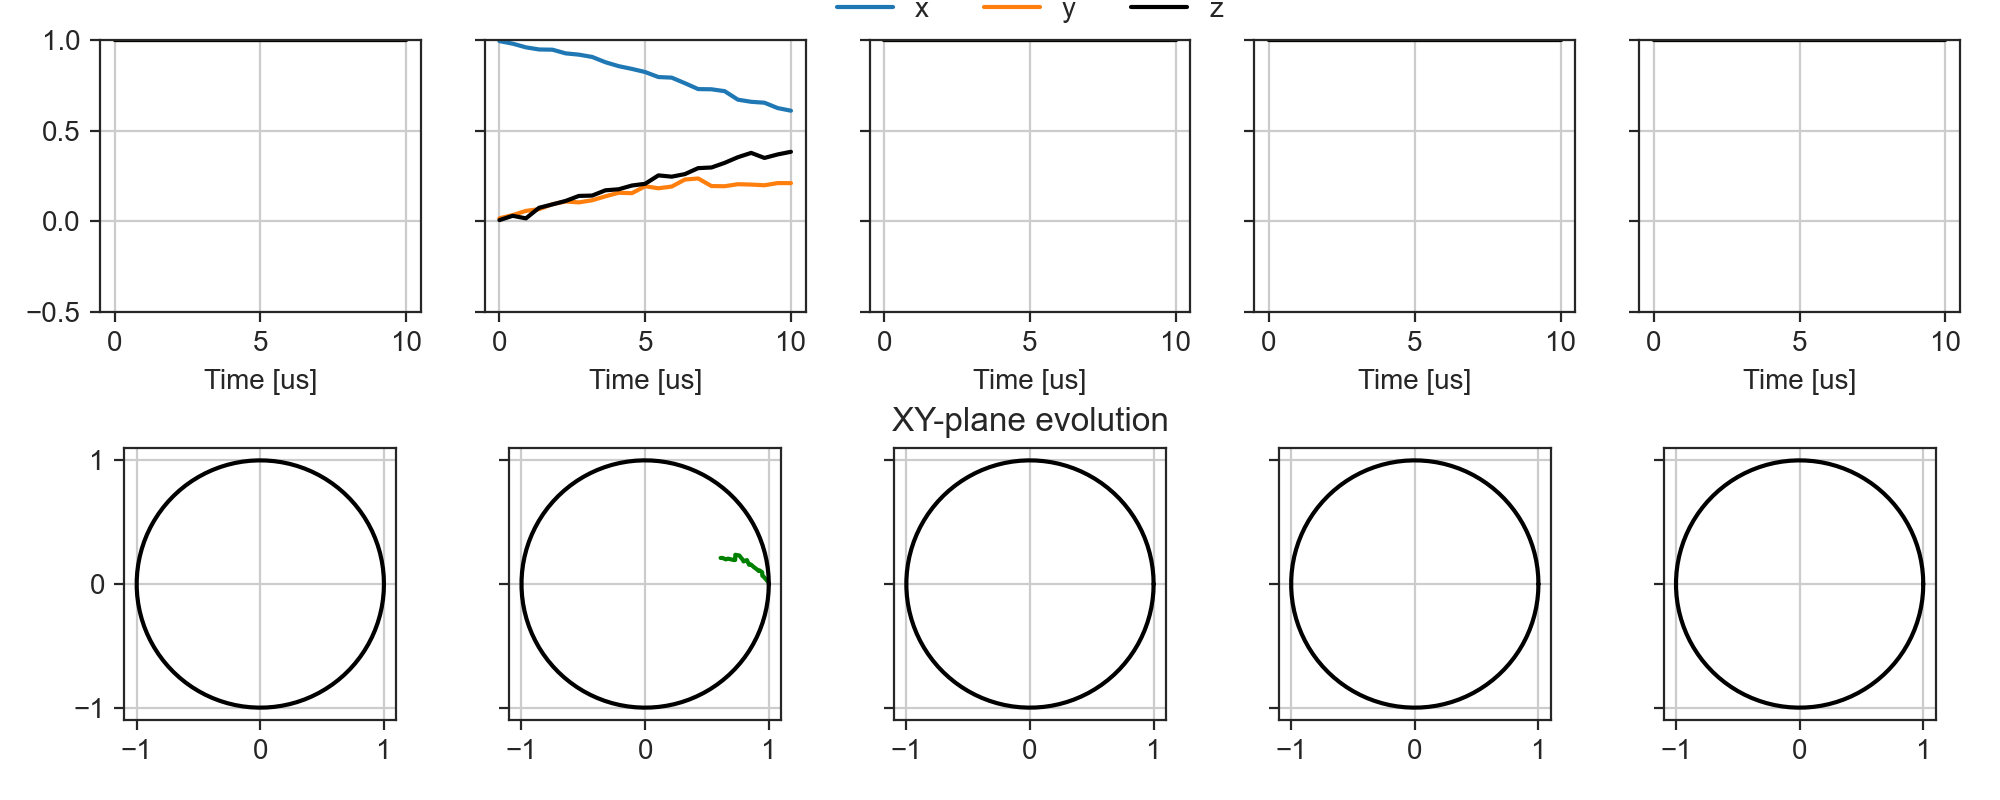 x y z
1.0
0.5
0.0
−0.5
0 5 10 0 5 10 0 5 10 0 5 10 0 5 10
Time [us] Time [us] Time [us] Time [us] Time [us]
XY-plane evolution
1
0
−1
−1 0 1 −1 0 1 −1 0 1 −1 0 1 −1 0 1